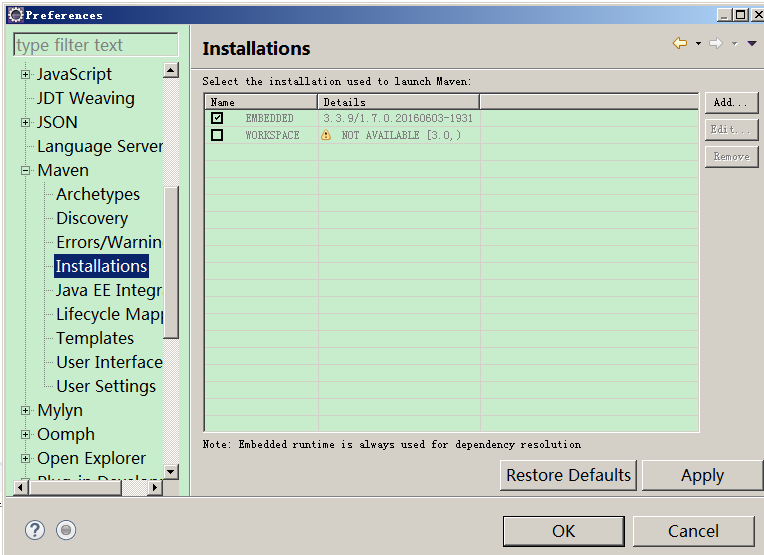 Preferences
type filter text
JavaScript
JDT Weaving
JSON
Language Server
Maven
Archetypes
Discovery
Errors/Warnin
Installations
Java EE Integr
Lifecycle Map
Templates
User Interface
User Settings
Mylyn
Oomph
Open Explorer
Installations
Select the installation used to launch Maven:
Name Details
EMBEDDED 3.3.9/1.7.0.20160603-1931
WORKSPACE NOT AVAILABLE [3.0,)
Add...
Edit...
Remove
Note: Embedded runtime is always used for dependency resolution
Restore Defaults Apply
? OK Cancel